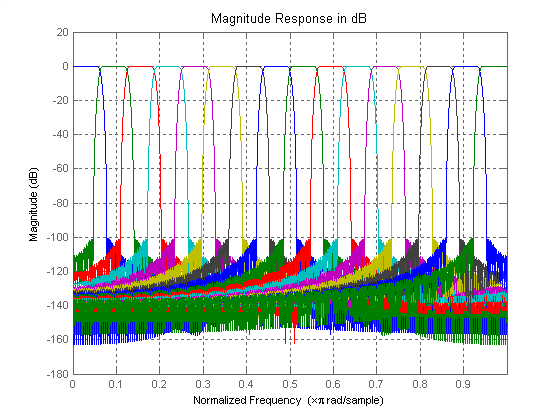 Magnitude Response in dB
20
0
-20
-40
-60
-80
-100
-120
-140
-160
-180
Magnitude (dB)
0 0.1 0.2 0.3 0.4 0.5 0.6 0.7 0.8 0.9
Normalized Frequency (×π rad/sample)